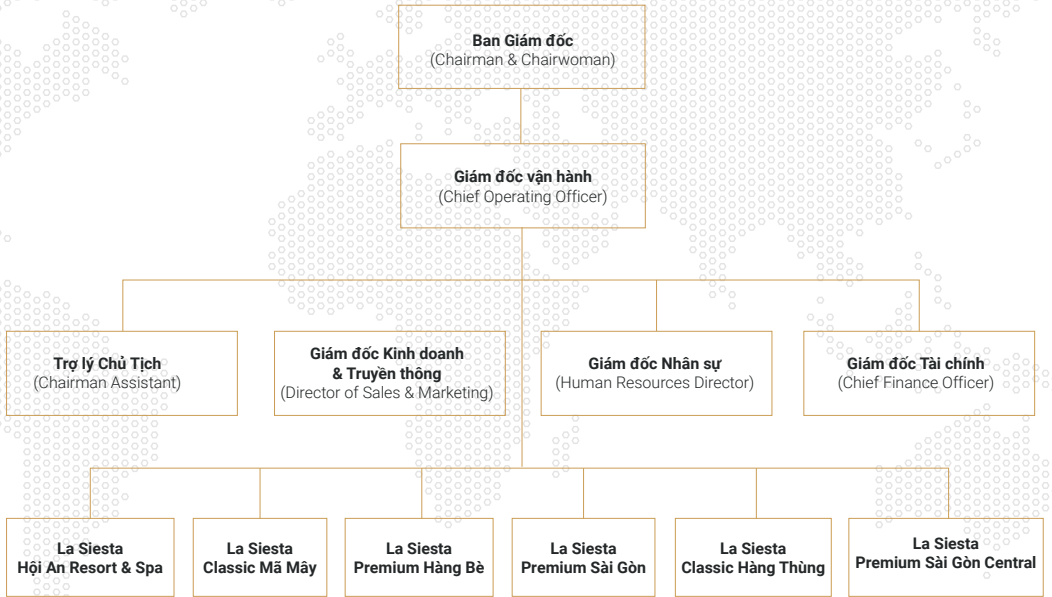 Ban Giám đốc
(Chairman & Chairwoman)
Giám đốc vận hành
(Chief Operating Officer)
Trợ lý Chủ Tịch
(Chairman Assistant)
Giám đốc Kinh doanh
& Truyền thông
(Director of Sales & Marketing)
Giám đốc Nhân sự
(Human Resources Director)
Giám đốc Tài chính
(Chief Finance Officer)
La Siesta
Hội An Resort & Spa
La Siesta
Classic Mã Mây
La Siesta
Premium Hàng Bè
La Siesta
Premium Sài Gòn
La Siesta
Classic Hàng Thùng
La Siesta
Premium Sài Gòn Central